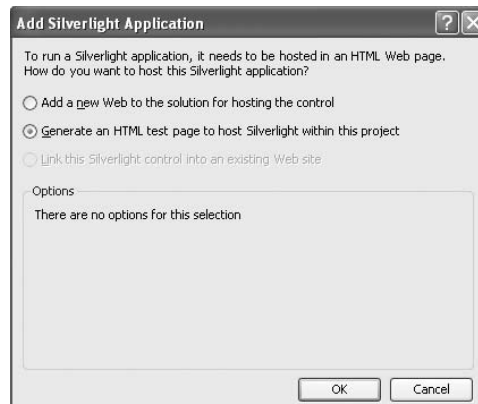 Add Silverlight Application
To run a Silverlight application, it needs to be hosted in an HTML Web page.
How do you want to host this Silverlight application?
Add a new Web to the solution for hosting the control
Generate an HTML test page to host Silverlight within this project
Link this Silverlight control into an existing Web site
Options
There are no options for this selection
OK Cancel